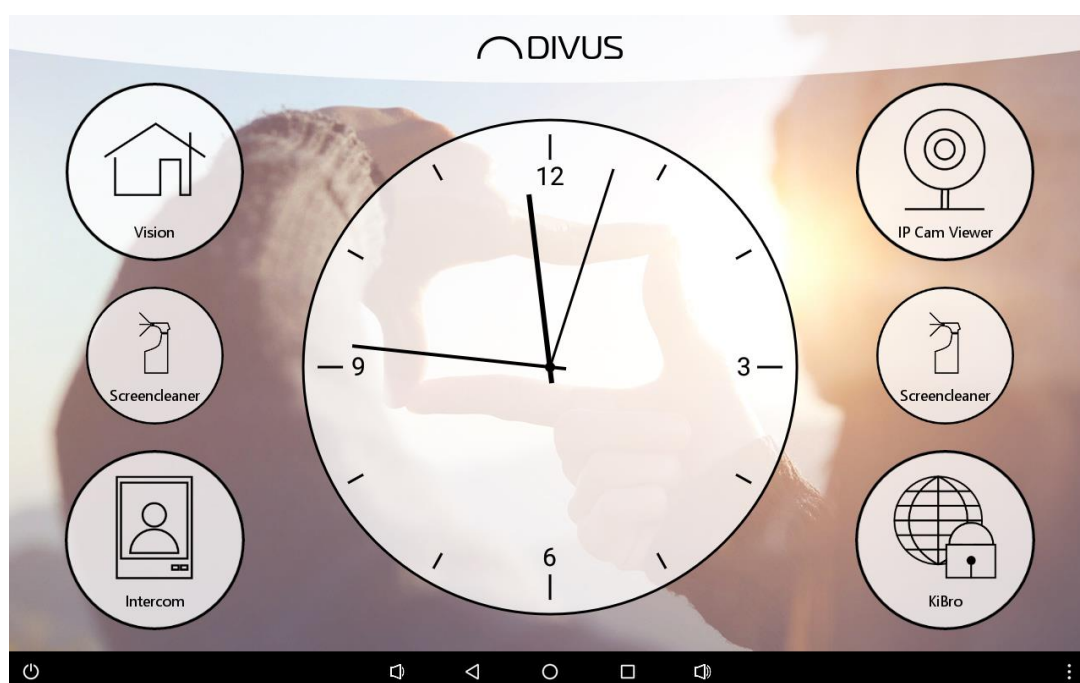 DIVUS
Vision
IP Cam Viewer
12
Screencleaner
9
3
Screencleaner
Intercom
6
KiBro